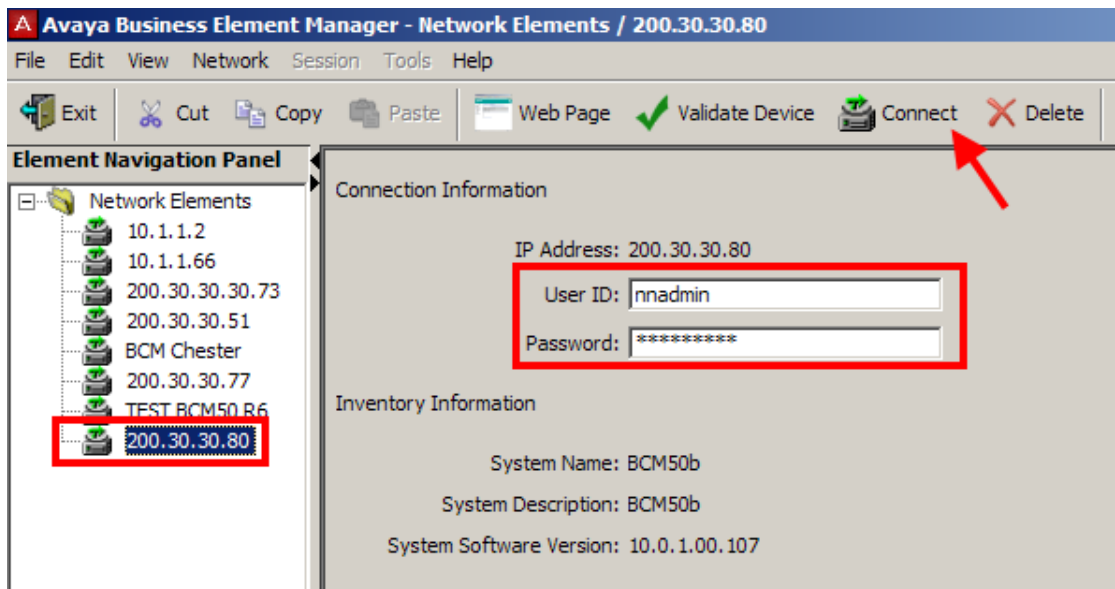 A Avaya Business Element Manager - Network Elements / 200.30.30.80
File Edit View Network Session Tools Help
Exit Cut Copy Paste Web Page Validate Device Connect Delete
Element Navigation Panel
Network Elements
10.1.1.2
10.1.1.66
200.30.30.30.73
200.30.30.51
BCM Chester
200.30.30.77
TEST BCM50 R6
200.30.30.80
Connection Information
IP Address: 200.30.30.80
User ID: nnadmin
Password: *********
Inventory Information
System Name: BCM50b
System Description: BCM50b
System Software Version: 10.0.1.00.107